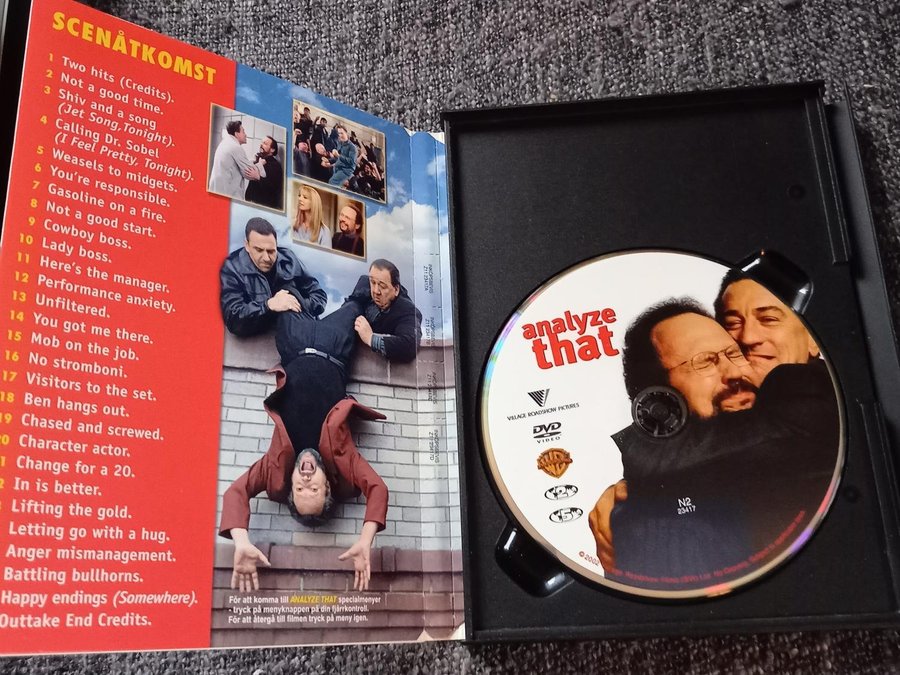 SCENÅTKOMST
1 Two hits (Credits).
2 Not a good time.
3 Shiv and a song
(Jet Song,Tonight).
4 Calling Dr. Sobel
(I Feel Pretty, Tonight).
5 Weasels to midgets.
6 You're responsible.
7 Gasoline on a fire.
8 Not a good start.
9 Cowboy boss.
10 Lady boss.
11 Here's the manager.
12 Performance anxiety.
13 Unfiltered.
14 You got me there.
15 Mob on the job.
16 No stromboni.
17 Visitors to the set.
18 Ben hangs out.
19 Chased and screwed.
20 Character actor.
1 Change for a 20.
2 In is better.
Lifting the gold.
Letting go with a hug.
Anger mismanagement.
Battling bullhorns.
Happy endings (Somewhere).
Outtake End Credits.
För att komma till ANALYZE THAT specialmenyer
- tryck på menyknappen på din fjärrkontroll.
För att återgå till filmen tryck på meny igen.
analyze
that
VILLAGE ROADSHOW PICTURES
DVD
VIDEO
WB
N2
23417
©2002